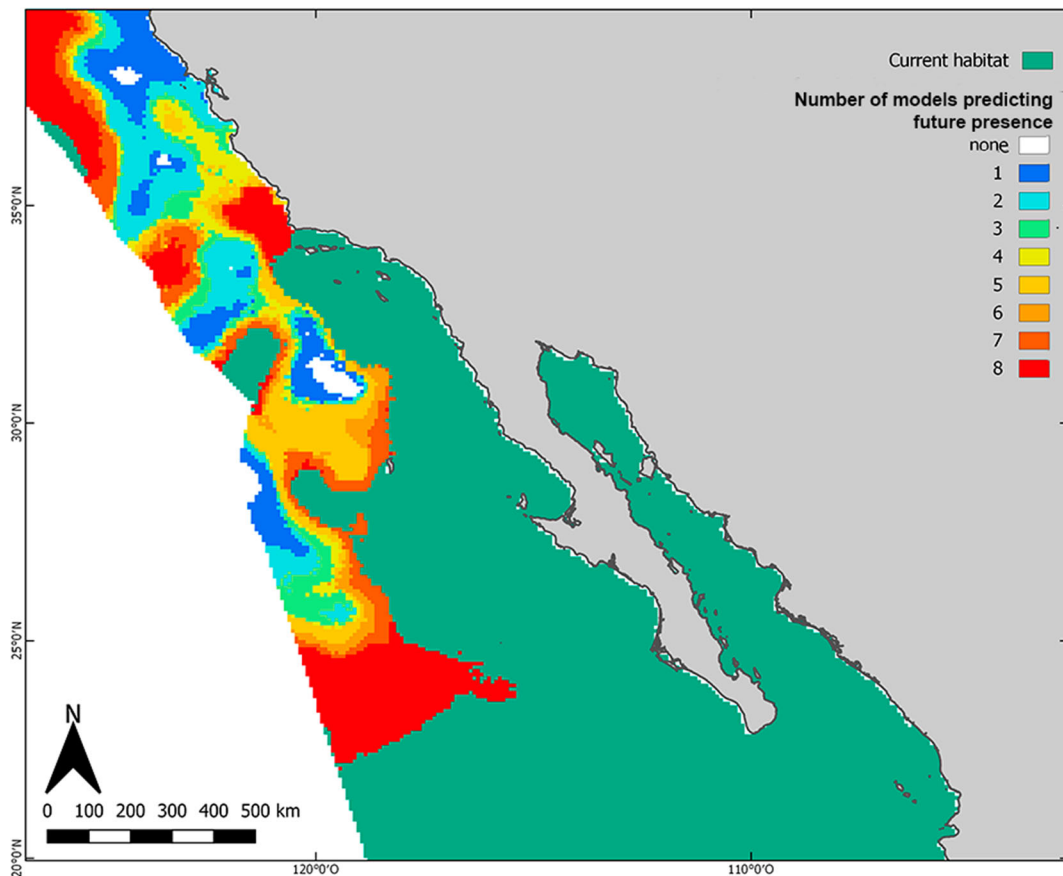 Current habitat
Number of models predicting
future presence
none
1
2
3
4
5
6
7
8
35°0'N
30°0'N
25°0'N
20°0'N
N
0 100 200 300 400 500 km
120°0'O
110°0'O